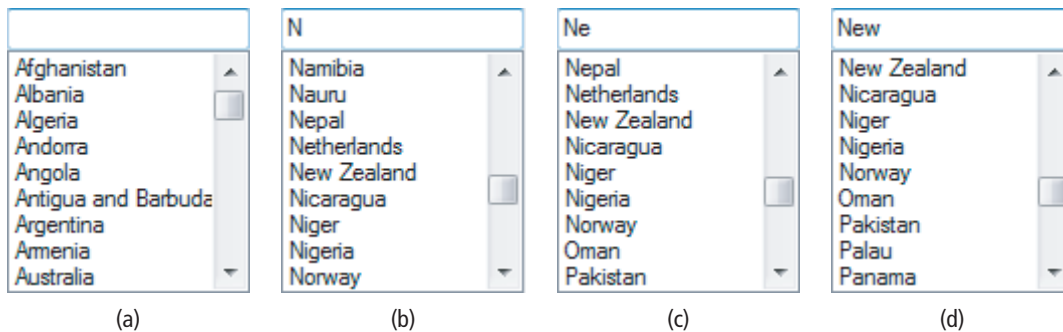 Afghanistan
Albania
Algeria
Andorra
Angola
Antigua and Barbuda
Argentina
Armenia
Australia
(a)
N
Namibia
Nauru
Nepal
Netherlands
New Zealand
Nicaragua
Niger
Nigeria
Norway
(b)
Ne
Nepal
Netherlands
New Zealand
Nicaragua
Niger
Nigeria
Norway
Oman
Pakistan
(c)
New
New Zealand
Nicaragua
Niger
Nigeria
Norway
Oman
Pakistan
Palau
Panama
(d)